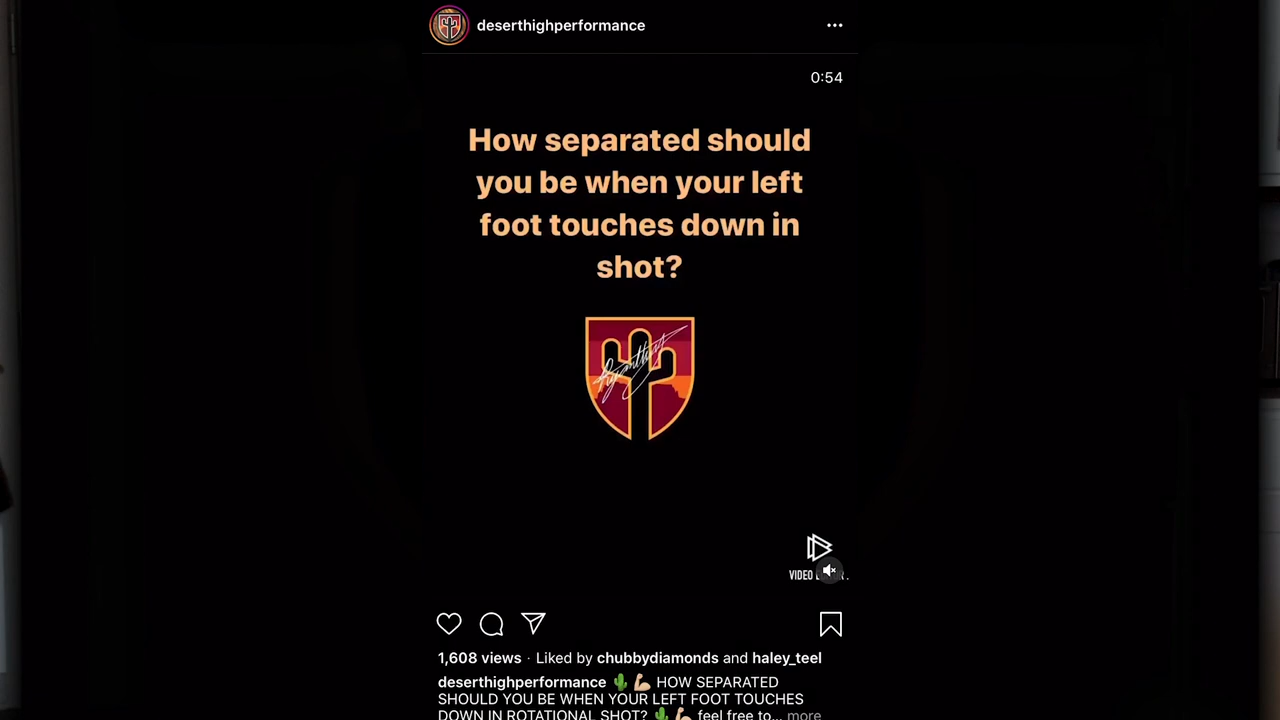 deserthighperformance
0:54
How separated should
you be when your left
foot touches down in
shot?
1,608 views · Liked by chubbydiamonds and haley_teel
deserthighperformance 🌵 💪🏼 HOW SEPARATED
SHOULD YOU BE WHEN YOUR LEFT FOOT TOUCHES
DOWN IN ROTATIONAL SHOT? 🌵 💪🏼 feel free to... more
VIDEO